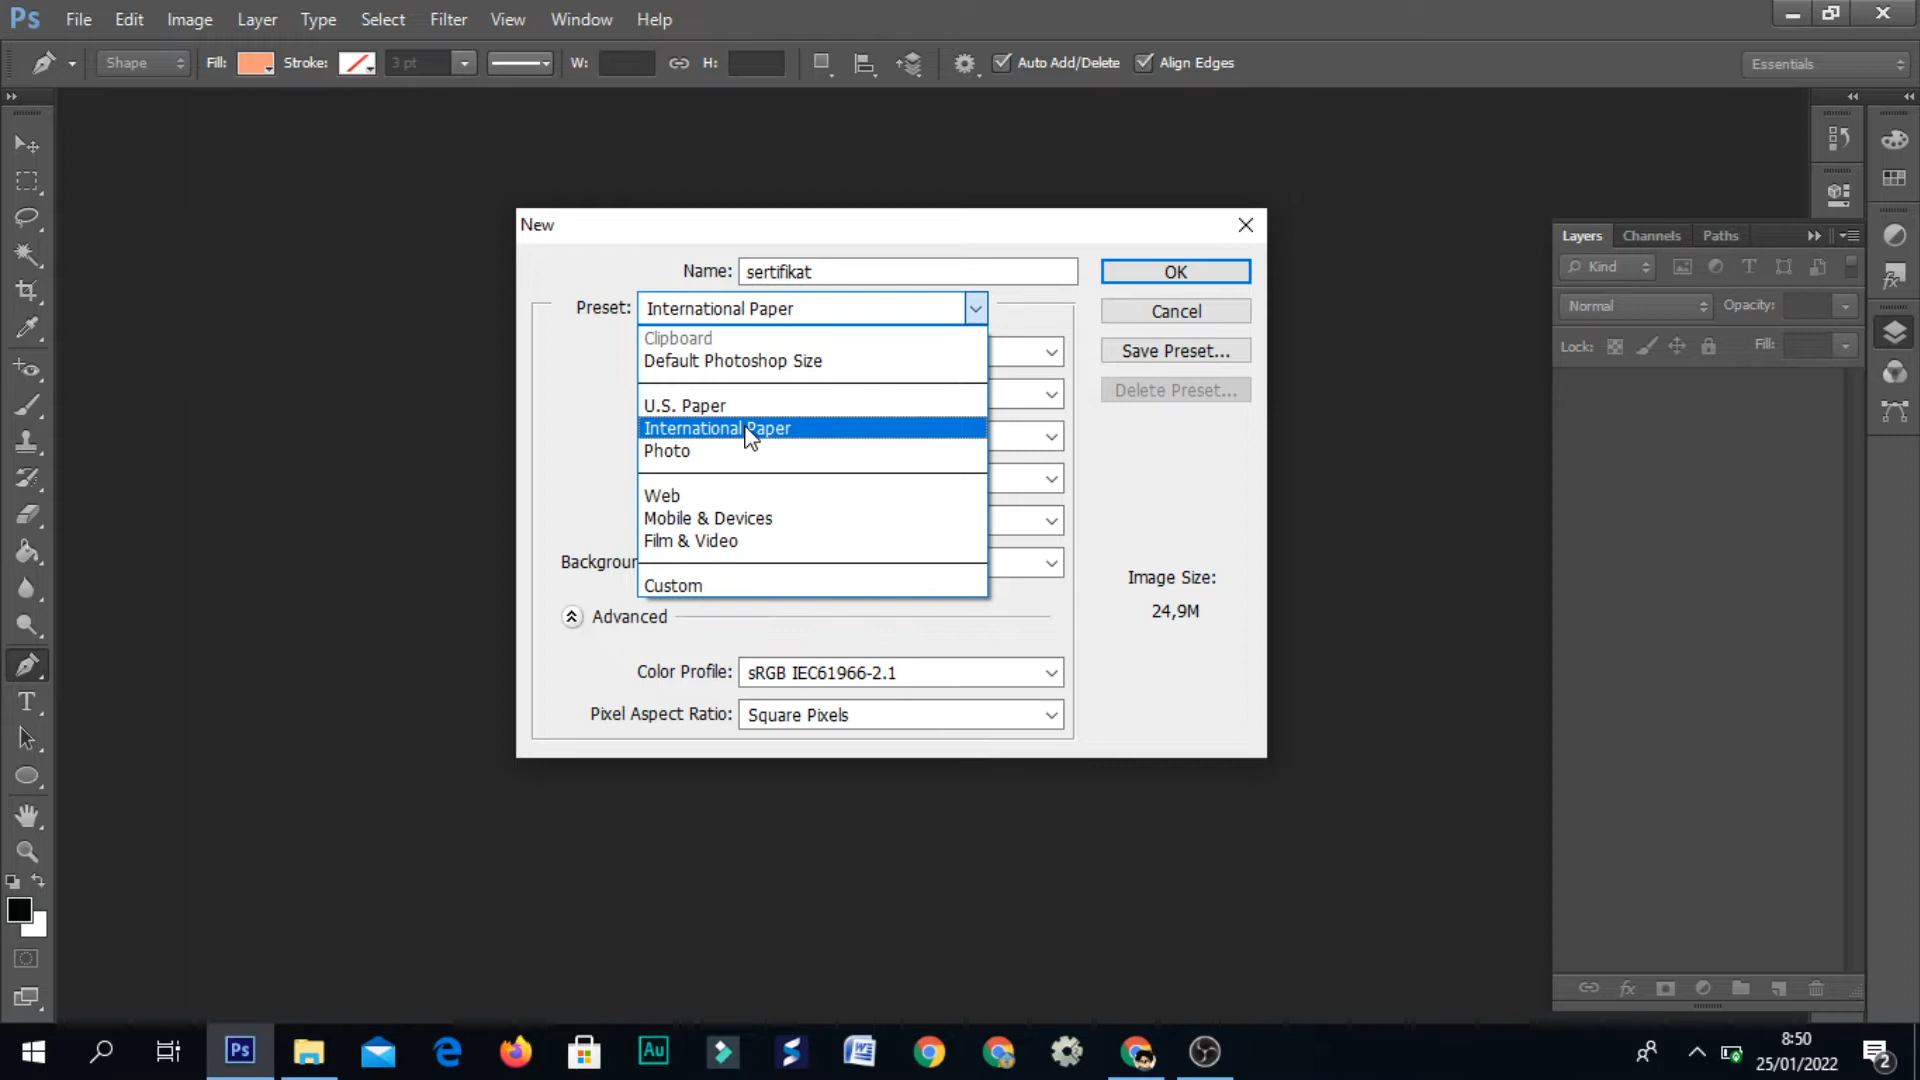 Ps File Edit Image Layer Type Select Filter View Window Help
Shape Fill: Stroke: 3 pt W: H: Auto Add/Delete Align Edges Essentials
New
Name: sertifikat OK
Preset: International Paper Cancel
Clipboard
Default Photoshop Size
Save Preset...
Delete Preset...
U.S. Paper
International Paper
Photo
Web
Mobile & Devices
Film & Video
Custom
Image Size:
24,9M
Advanced
Color Profile: sRGB IEC61966-2.1
Pixel Aspect Ratio: Square Pixels
Layers Channels Paths
Kind
Normal Opacity:
Lock: Fill:
T
Ps Au
8:50
25/01/2022
2